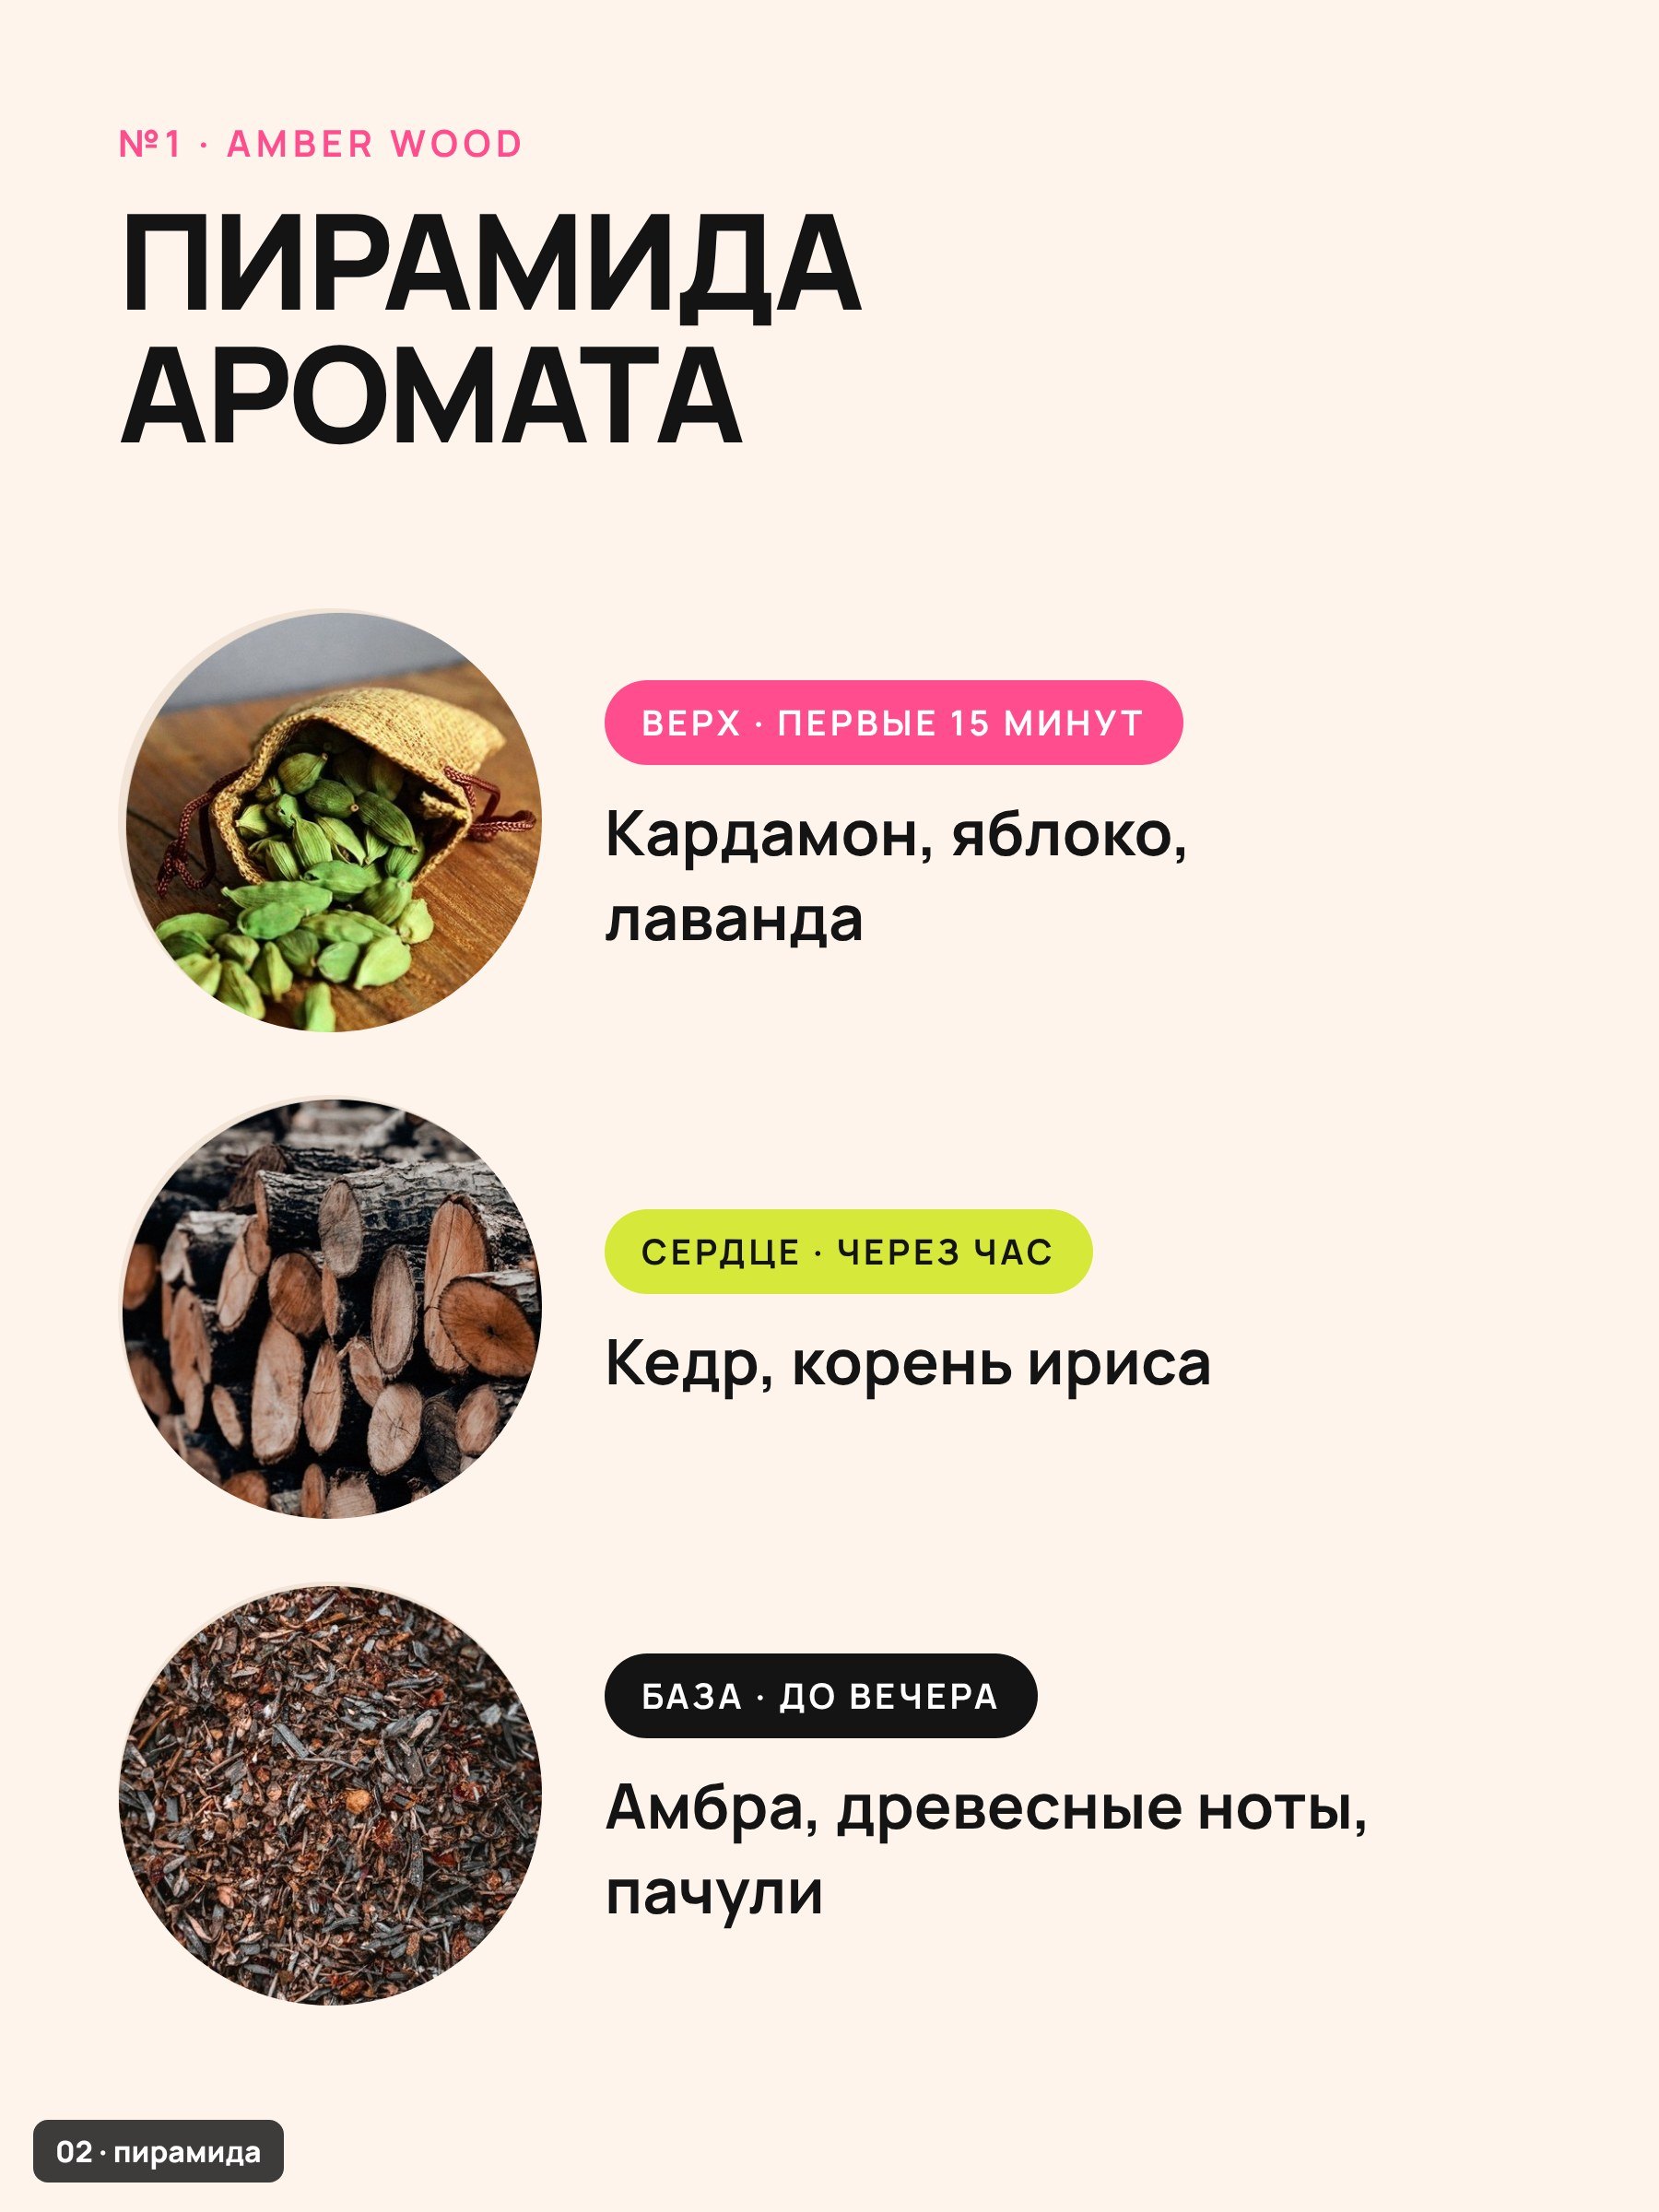 №1 · AMBER WOOD
ПИРАМИДА
АРОМАТА
ВЕРХ · ПЕРВЫЕ 15 МИНУТ
Кардамон, яблоко,
лаванда
СЕРДЦЕ · ЧЕРЕЗ ЧАС
Кедр, корень ириса
БАЗА · ДО ВЕЧЕРА
Амбра, древесные ноты,
пачули
02 · пирамида